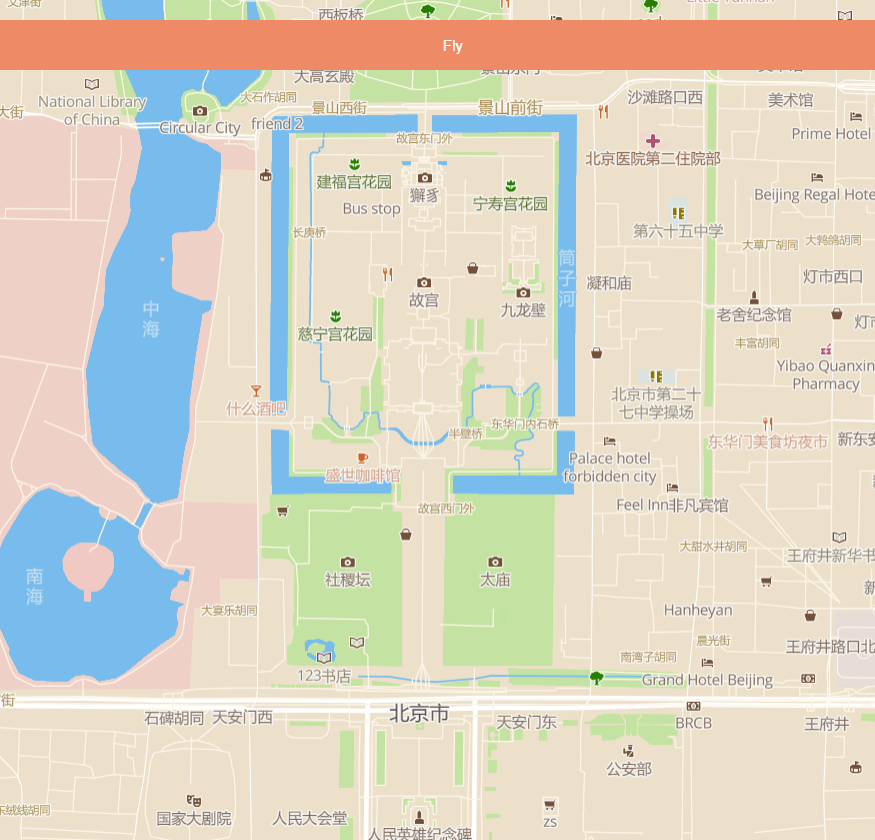 文津街
西板桥
Fly
大高玄殿
National Library
of China
大石作胡同
景山西街
景山前街
沙滩路口西
美术馆
大街
Circular City
friend 2
故宫东门外
Prime Hotel
北京医院第二住院部
建福宫花园
獬豸
宁寿宫花园
Beijing Regal Hote
Bus stop
第六十五中学
长庚桥
大草厂胡同
大鹁鸽胡同
筒子河
凝和庙
灯市口西
中海
故宫
九龙壁
老舍纪念馆
灯市
慈宁宫花园
丰富胡同
Yibao Quanxin
Pharmacy
北京市第二十
七中学操场
什么酒吧
东华门内石桥
半壁桥
东华门美食坊夜市
新东安
Palace hotel
forbidden city
盛世咖啡馆
Feel Inn非凡宾馆
故宫西门外
大甜水井胡同
王府井新华书
南海
社稷坛
太庙
大宴乐胡同
Hanheyan
晨光街
王府井路口北
南湾子胡同
123书店
Grand Hotel Beijing
街
石碑胡同
天安门西
北京市
天安门东
BRCB
王府井
公安部
东绒线胡同
国家大剧院
人民大会堂
zs
人民英雄纪念碑